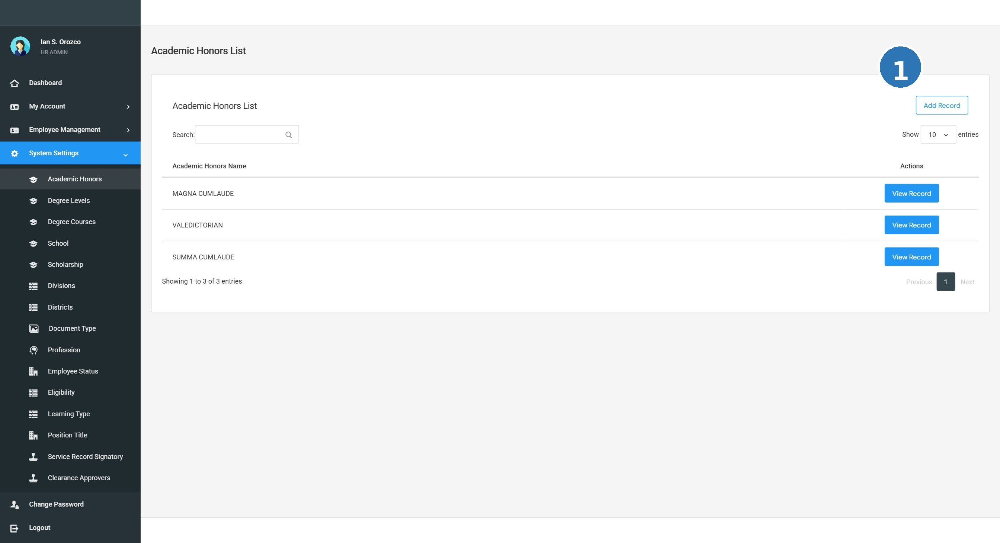 Ian S. Orozco
HR ADMIN
Dashboard
My Account
Employee Management
System Settings
Academic Honors
Degree Levels
Degree Courses
School
Scholarship
Divisions
Districts
Document Type
Profession
Employee Status
Eligibility
Learning Type
Position Title
Service Record Signatory
Clearance Approvers
Change Password
Logout
Academic Honors List
1
Academic Honors List
Add Record
Search:
Show 10 entries
Academic Honors Name Actions
MAGNA CUMLAUDE View Record
VALEDICTORIAN View Record
SUMMA CUMLAUDE View Record
Showing 1 to 3 of 3 entries
Previous 1 Next